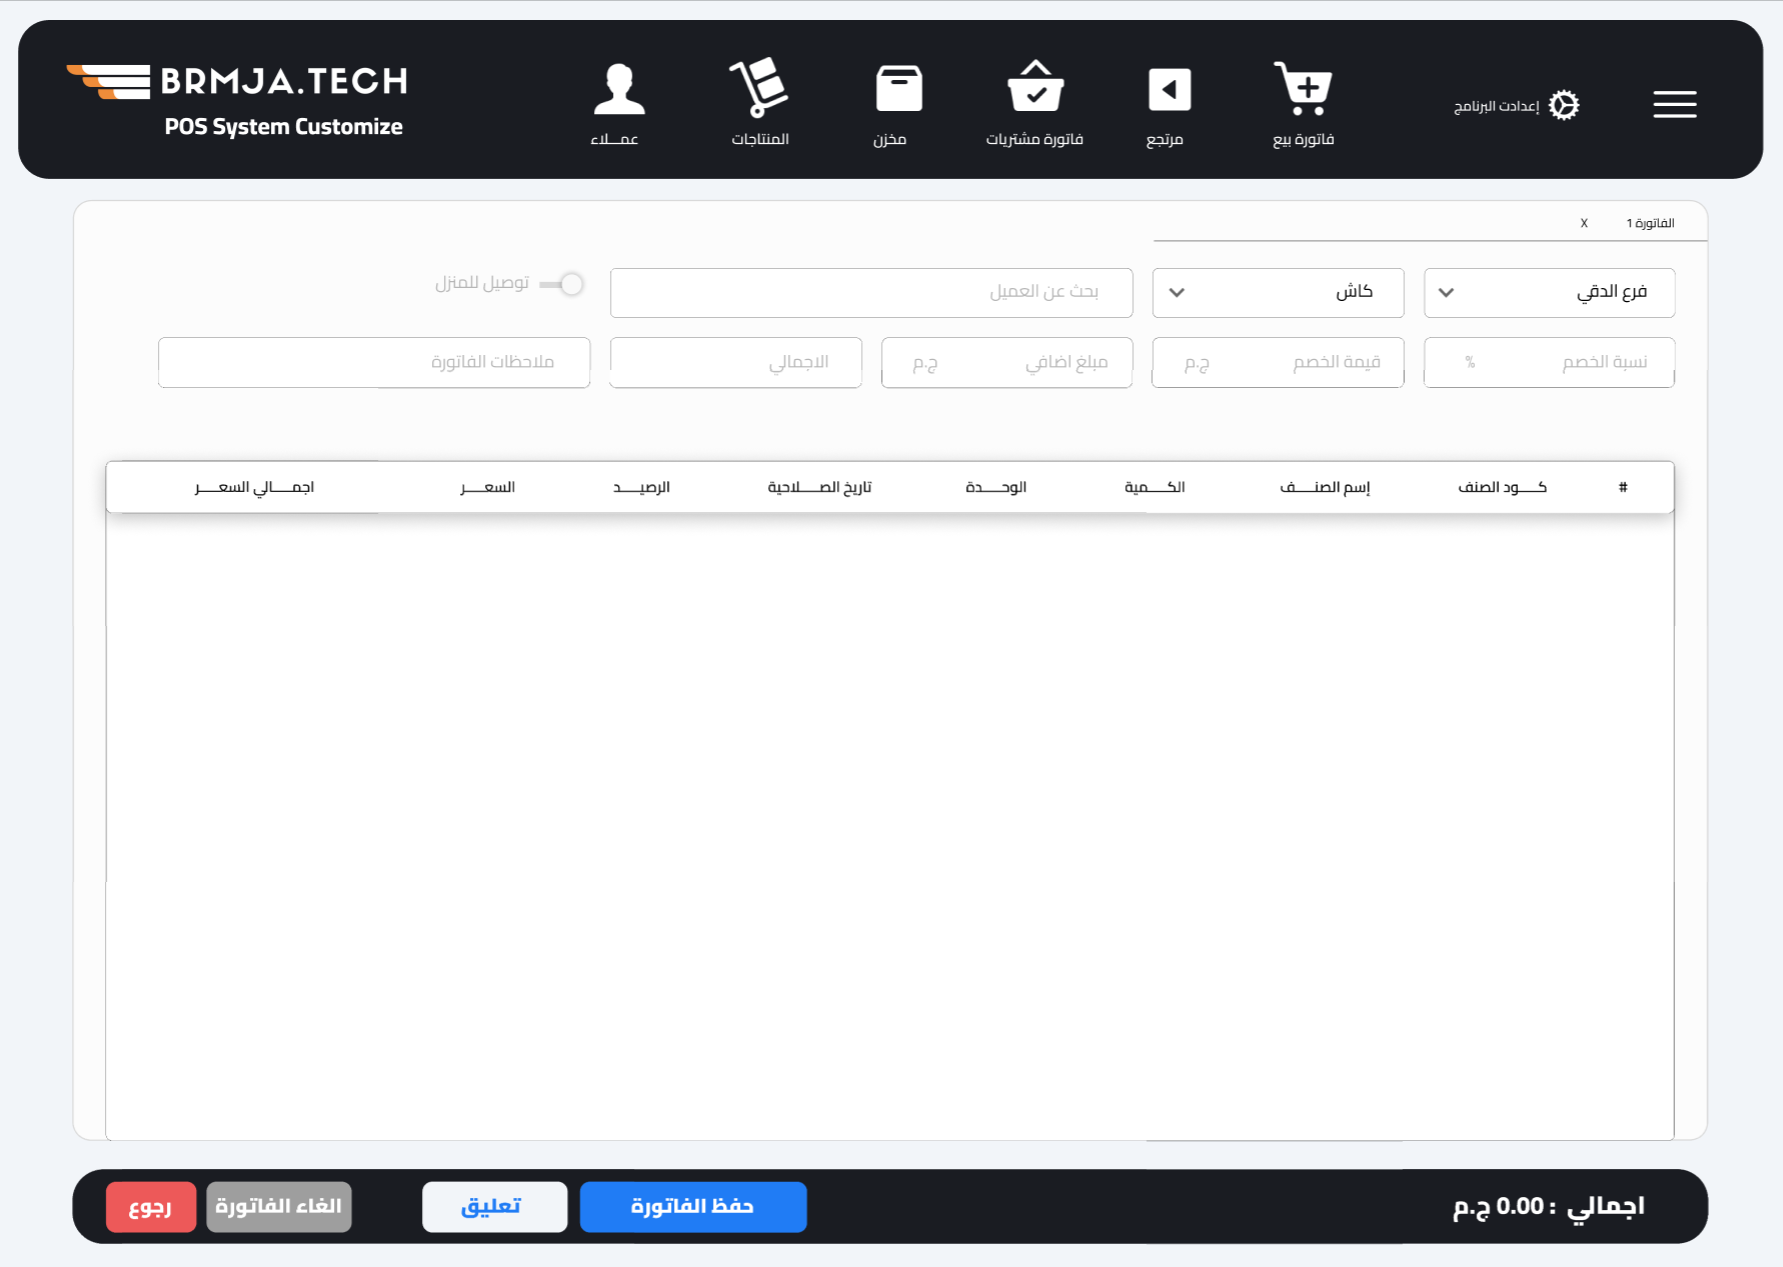 BRMJA.TECH
POS System Customize
إعدادت البرنامج
فاتورة بيع
مرتجع
فاتورة مشتريات
مخزن
المنتاجات
عمـــلاء
الفاتورة 1 X
فرع الدقي
كاش
بحث عن العميل
توصيل للمنزل
نسبة الخصم %
قيمة الخصم ج.م
مبلغ اضافي ج.م
الاجمالي
ملاحظات الفاتورة
# كـــود الصنف إسم الصنـــف الكـــمية الوحـــدة تاريخ الصـــلاحية الرصيـــد السعـــر اجمـــالي السعـــر
اجمالي : 0.00 ج.م
حفظ الفاتورة
تعليق
الغاء الفاتورة
رجوع